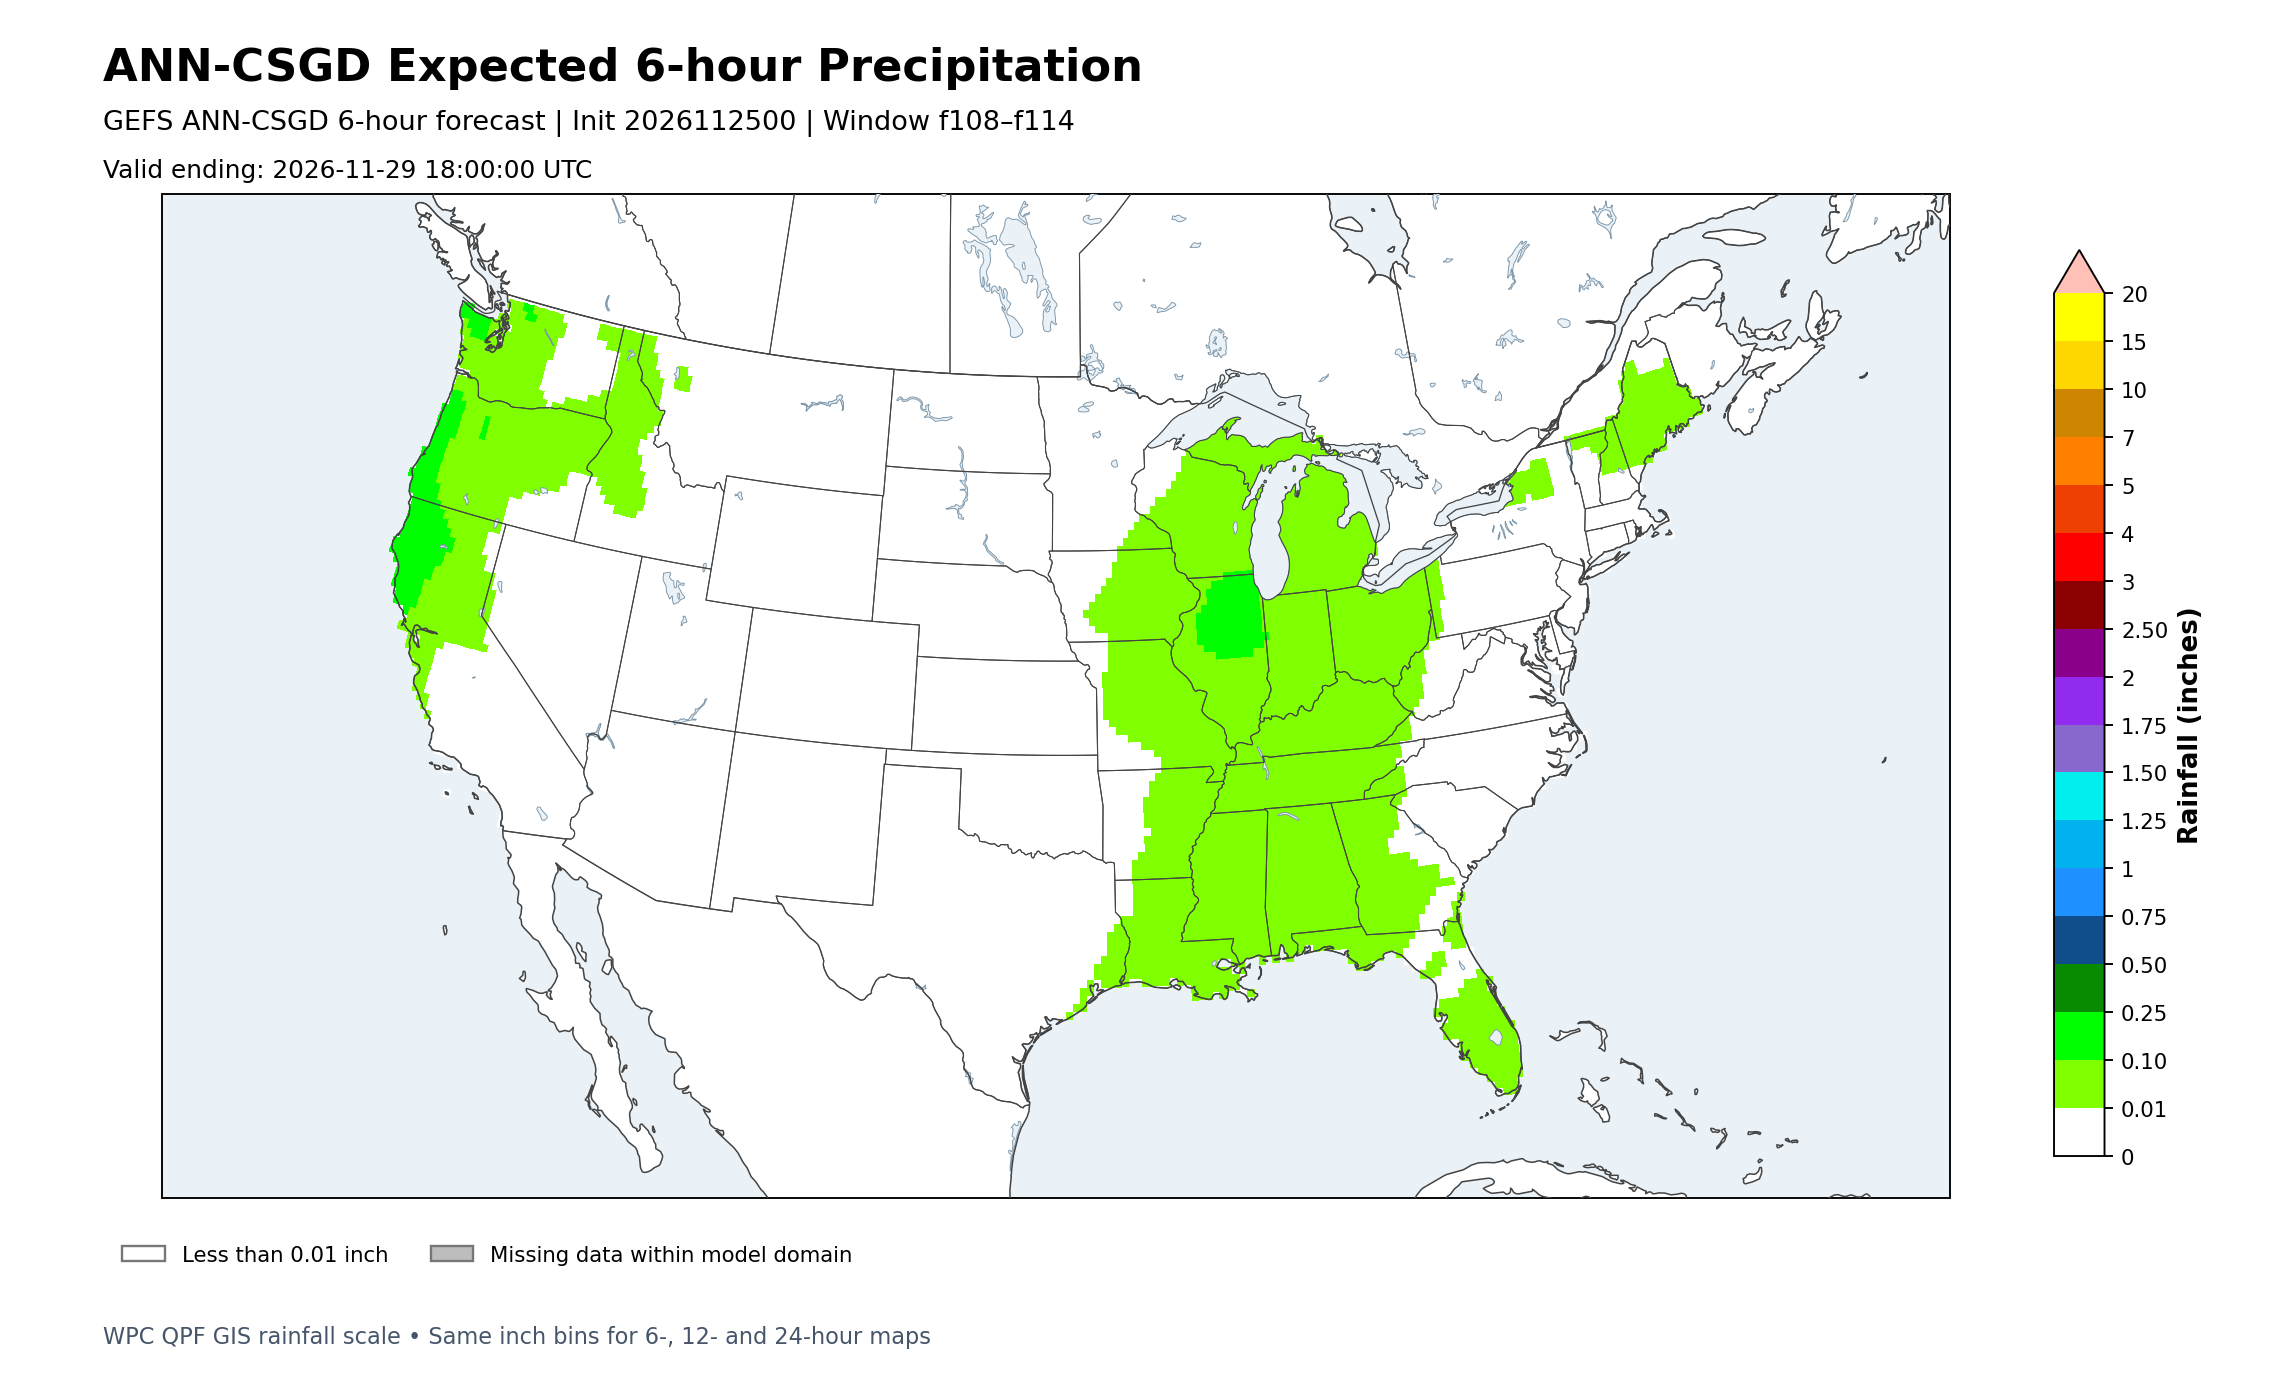 ANN-CSGD Expected 6-hour Precipitation
GEFS ANN-CSGD 6-hour forecast | Init 2026112500 | Window f108–f114
Valid ending: 2026-11-29 18:00:00 UTC
20
15
10
7
5
4
3
2.50
2
1.75
1.50
1.25
1
0.75
0.50
0.25
0.10
0.01
0
Rainfall (inches)
Less than 0.01 inch
Missing data within model domain
WPC QPF GIS rainfall scale • Same inch bins for 6-, 12- and 24-hour maps